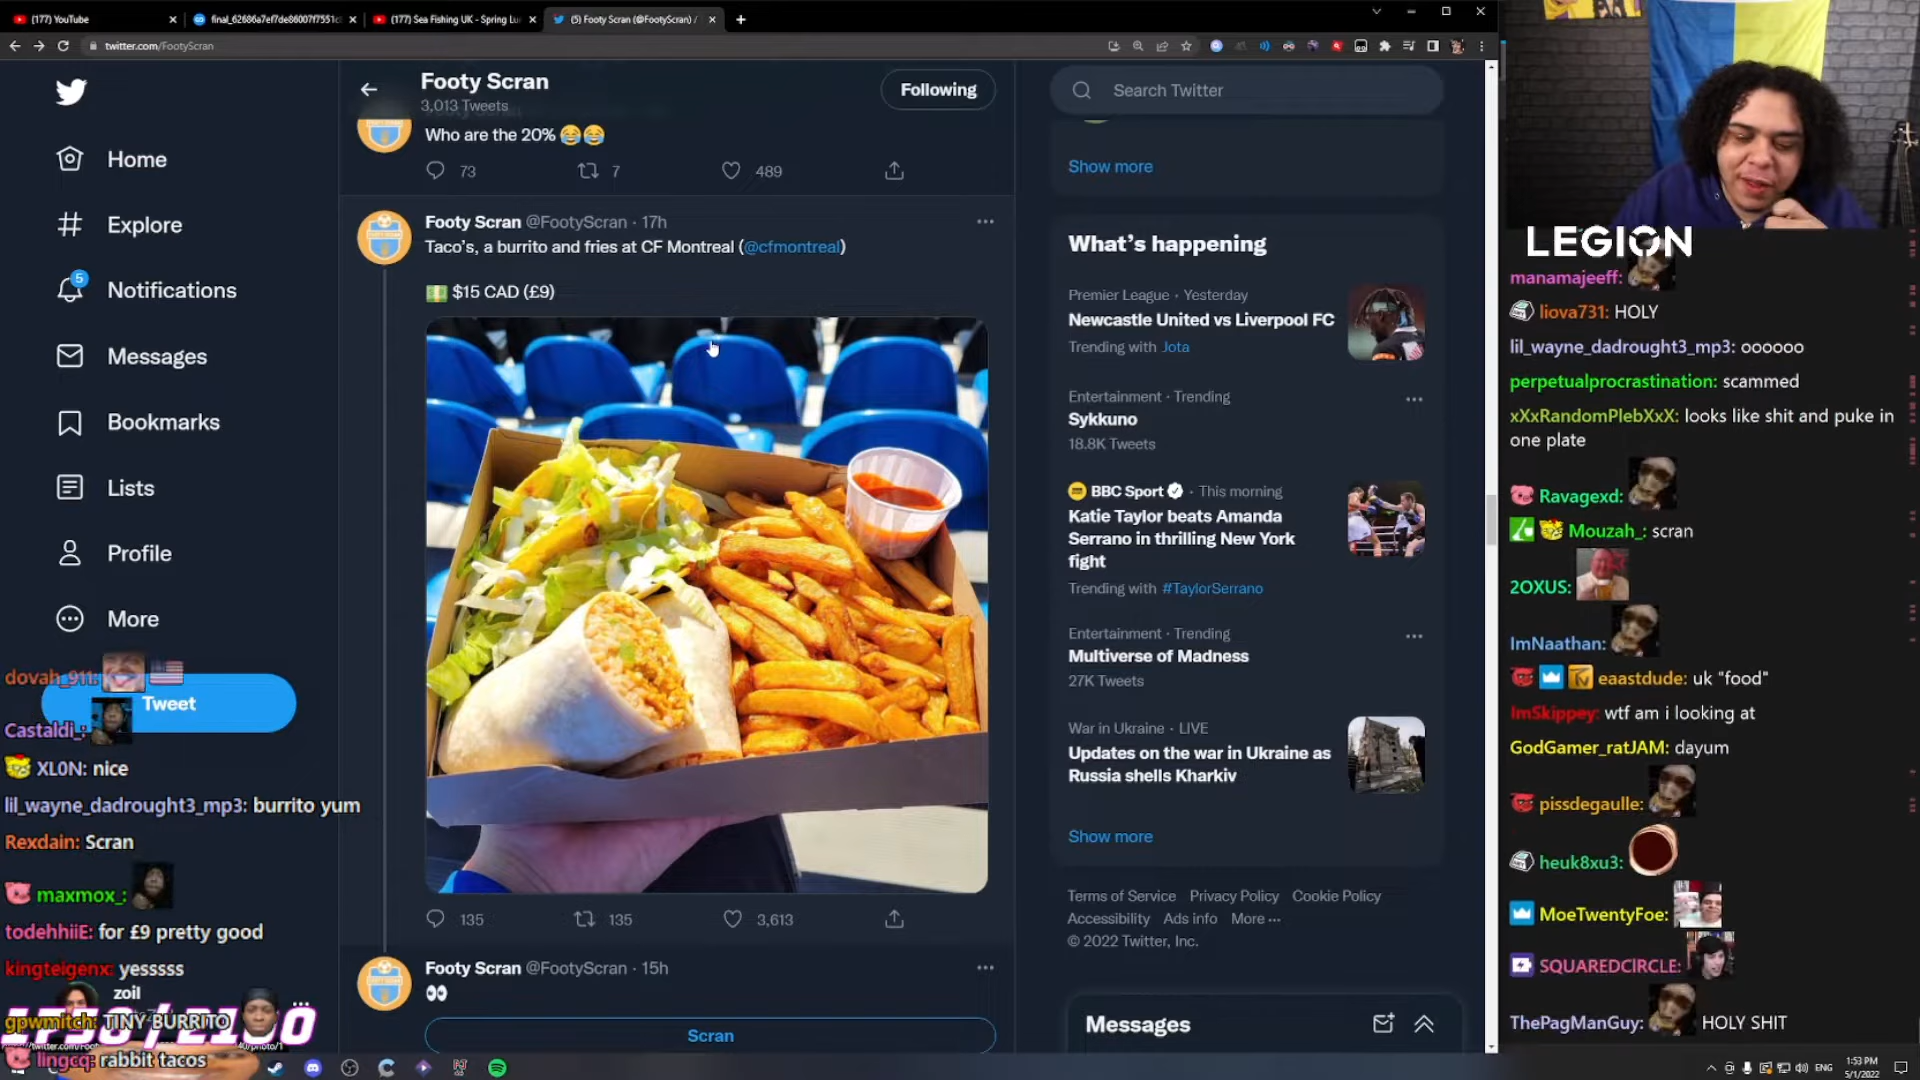 (177) YouTube
final_62686a7ef7de86007f7551c
(177) Sea Fishing UK - Spring Lu
(5) Footy Scran (@FootyScran) /
twitter.com/FootyScran
Home
Explore
5
Notifications
Messages
Bookmarks
Lists
Profile
More
Tweet
Footy Scran
3,013 Tweets
Following
Who are the 20% 😂😂
73
7
489
Footy Scran @FootyScran · 17h
Taco's, a burrito and fries at CF Montreal (@cfmontreal)
💵 $15 CAD (£9)
135
135
3,613
Footy Scran @FootyScran · 15h
👀
Scran
Search Twitter
Show more
What's happening
Premier League · Yesterday
Newcastle United vs Liverpool FC
Trending with Jota
Entertainment · Trending
Sykkuno
18.8K Tweets
BBC Sport · This morning
Katie Taylor beats Amanda
Serrano in thrilling New York
fight
Trending with #TaylorSerrano
Entertainment · Trending
Multiverse of Madness
27K Tweets
War in Ukraine · LIVE
Updates on the war in Ukraine as
Russia shells Kharkiv
Show more
Terms of Service Privacy Policy Cookie Policy
Accessibility Ads info More ···
© 2022 Twitter, Inc.
Messages
dovah_911:
Castaldi_:
XL0N: nice
lil_wayne_dadrought3_mp3: burrito yum
Rexdain: Scran
maxmox_:
todehhiiE: for £9 pretty good
kingteigenx: yesssss
zoil
gpwmitch: TINY BURRITO
lingcq: rabbit tacos
LEGION
manamajeeff:
liova731: HOLY
lil_wayne_dadrought3_mp3: oooooo
perpetualprocrastination: scammed
xXxRandomPlebXxX: looks like shit and puke in
one plate
Ravagexd:
Mouzah_: scran
2OXUS:
ImNaathan:
eaastdude: uk "food"
ImSkippey: wtf am i looking at
GodGamer_ratJAM: dayum
pissdegaulle:
heuk8xu3:
MoeTwentyFoe:
SQUAREDCIRCLE:
ThePagManGuy: HOLY SHIT
ENG
1:53 PM
5/1/2022